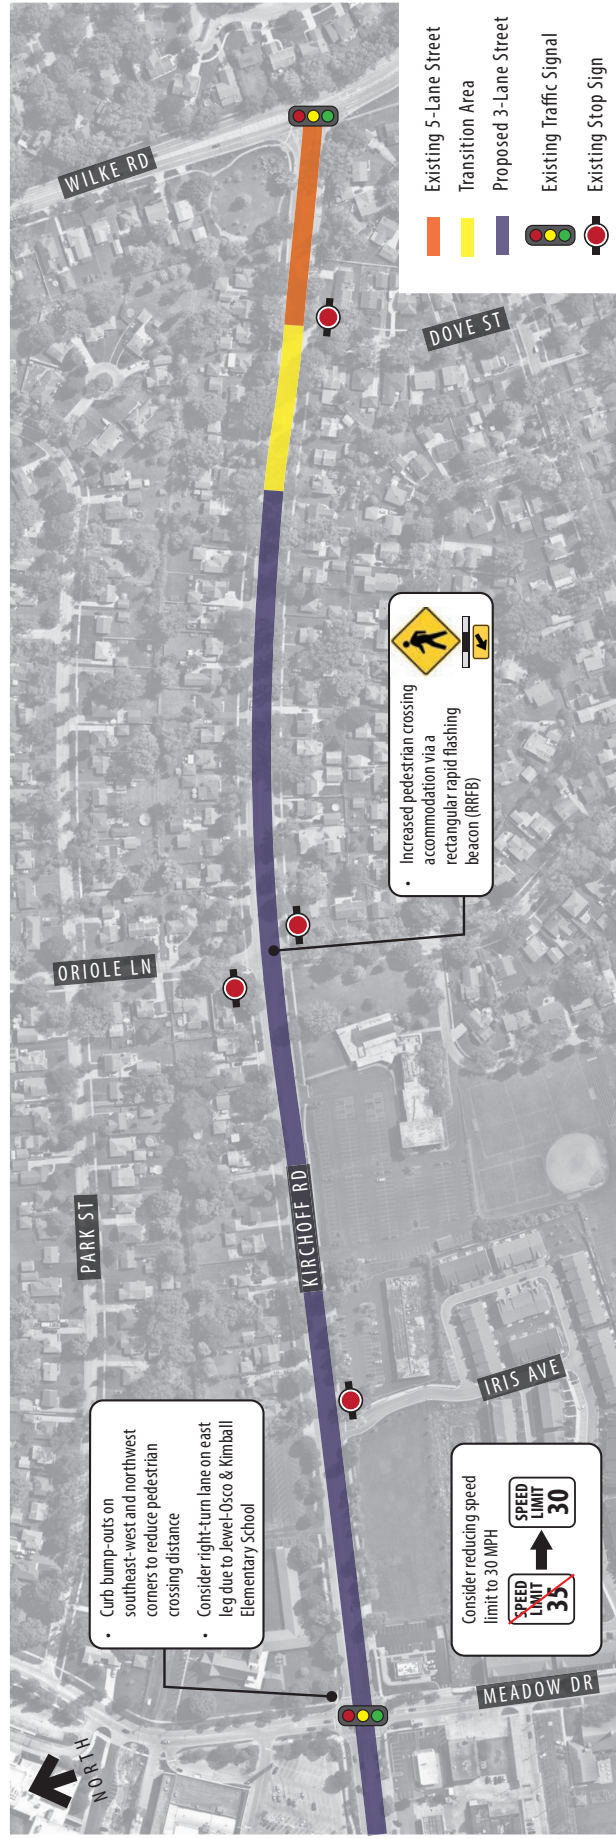 NORTH
• Curb bump-outs on
southeast-west and northwest
corners to reduce pedestrian
crossing distance
• Consider right-turn lane on east
leg due to Jewel-Osco & Kimball
Elementary School
PARK ST
ORIOLE LN
WILKE RD
KIRCHOFF RD
MEADOW DR
Consider reducing speed
limit to 30 MPH
SPEED
LIMIT
35
SPEED
LIMIT
30
IRIS AVE
• Increased pedestrian crossing
accommodation via a
rectangular rapid flashing
beacon (RRFB)
DOVE ST
Existing 5-Lane Street
Transition Area
Proposed 3-Lane Street
Existing Traffic Signal
Existing Stop Sign